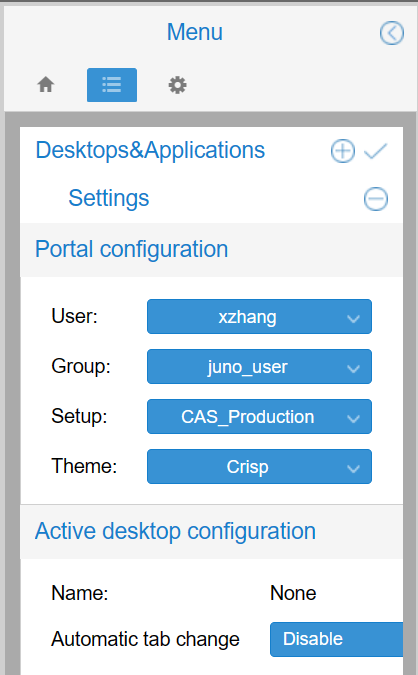 Menu
Desktops&Applications
Settings
Portal configuration
User: xzhang
Group: juno_user
Setup: CAS_Production
Theme: Crisp
Active desktop configuration
Name: None
Automatic tab change Disable